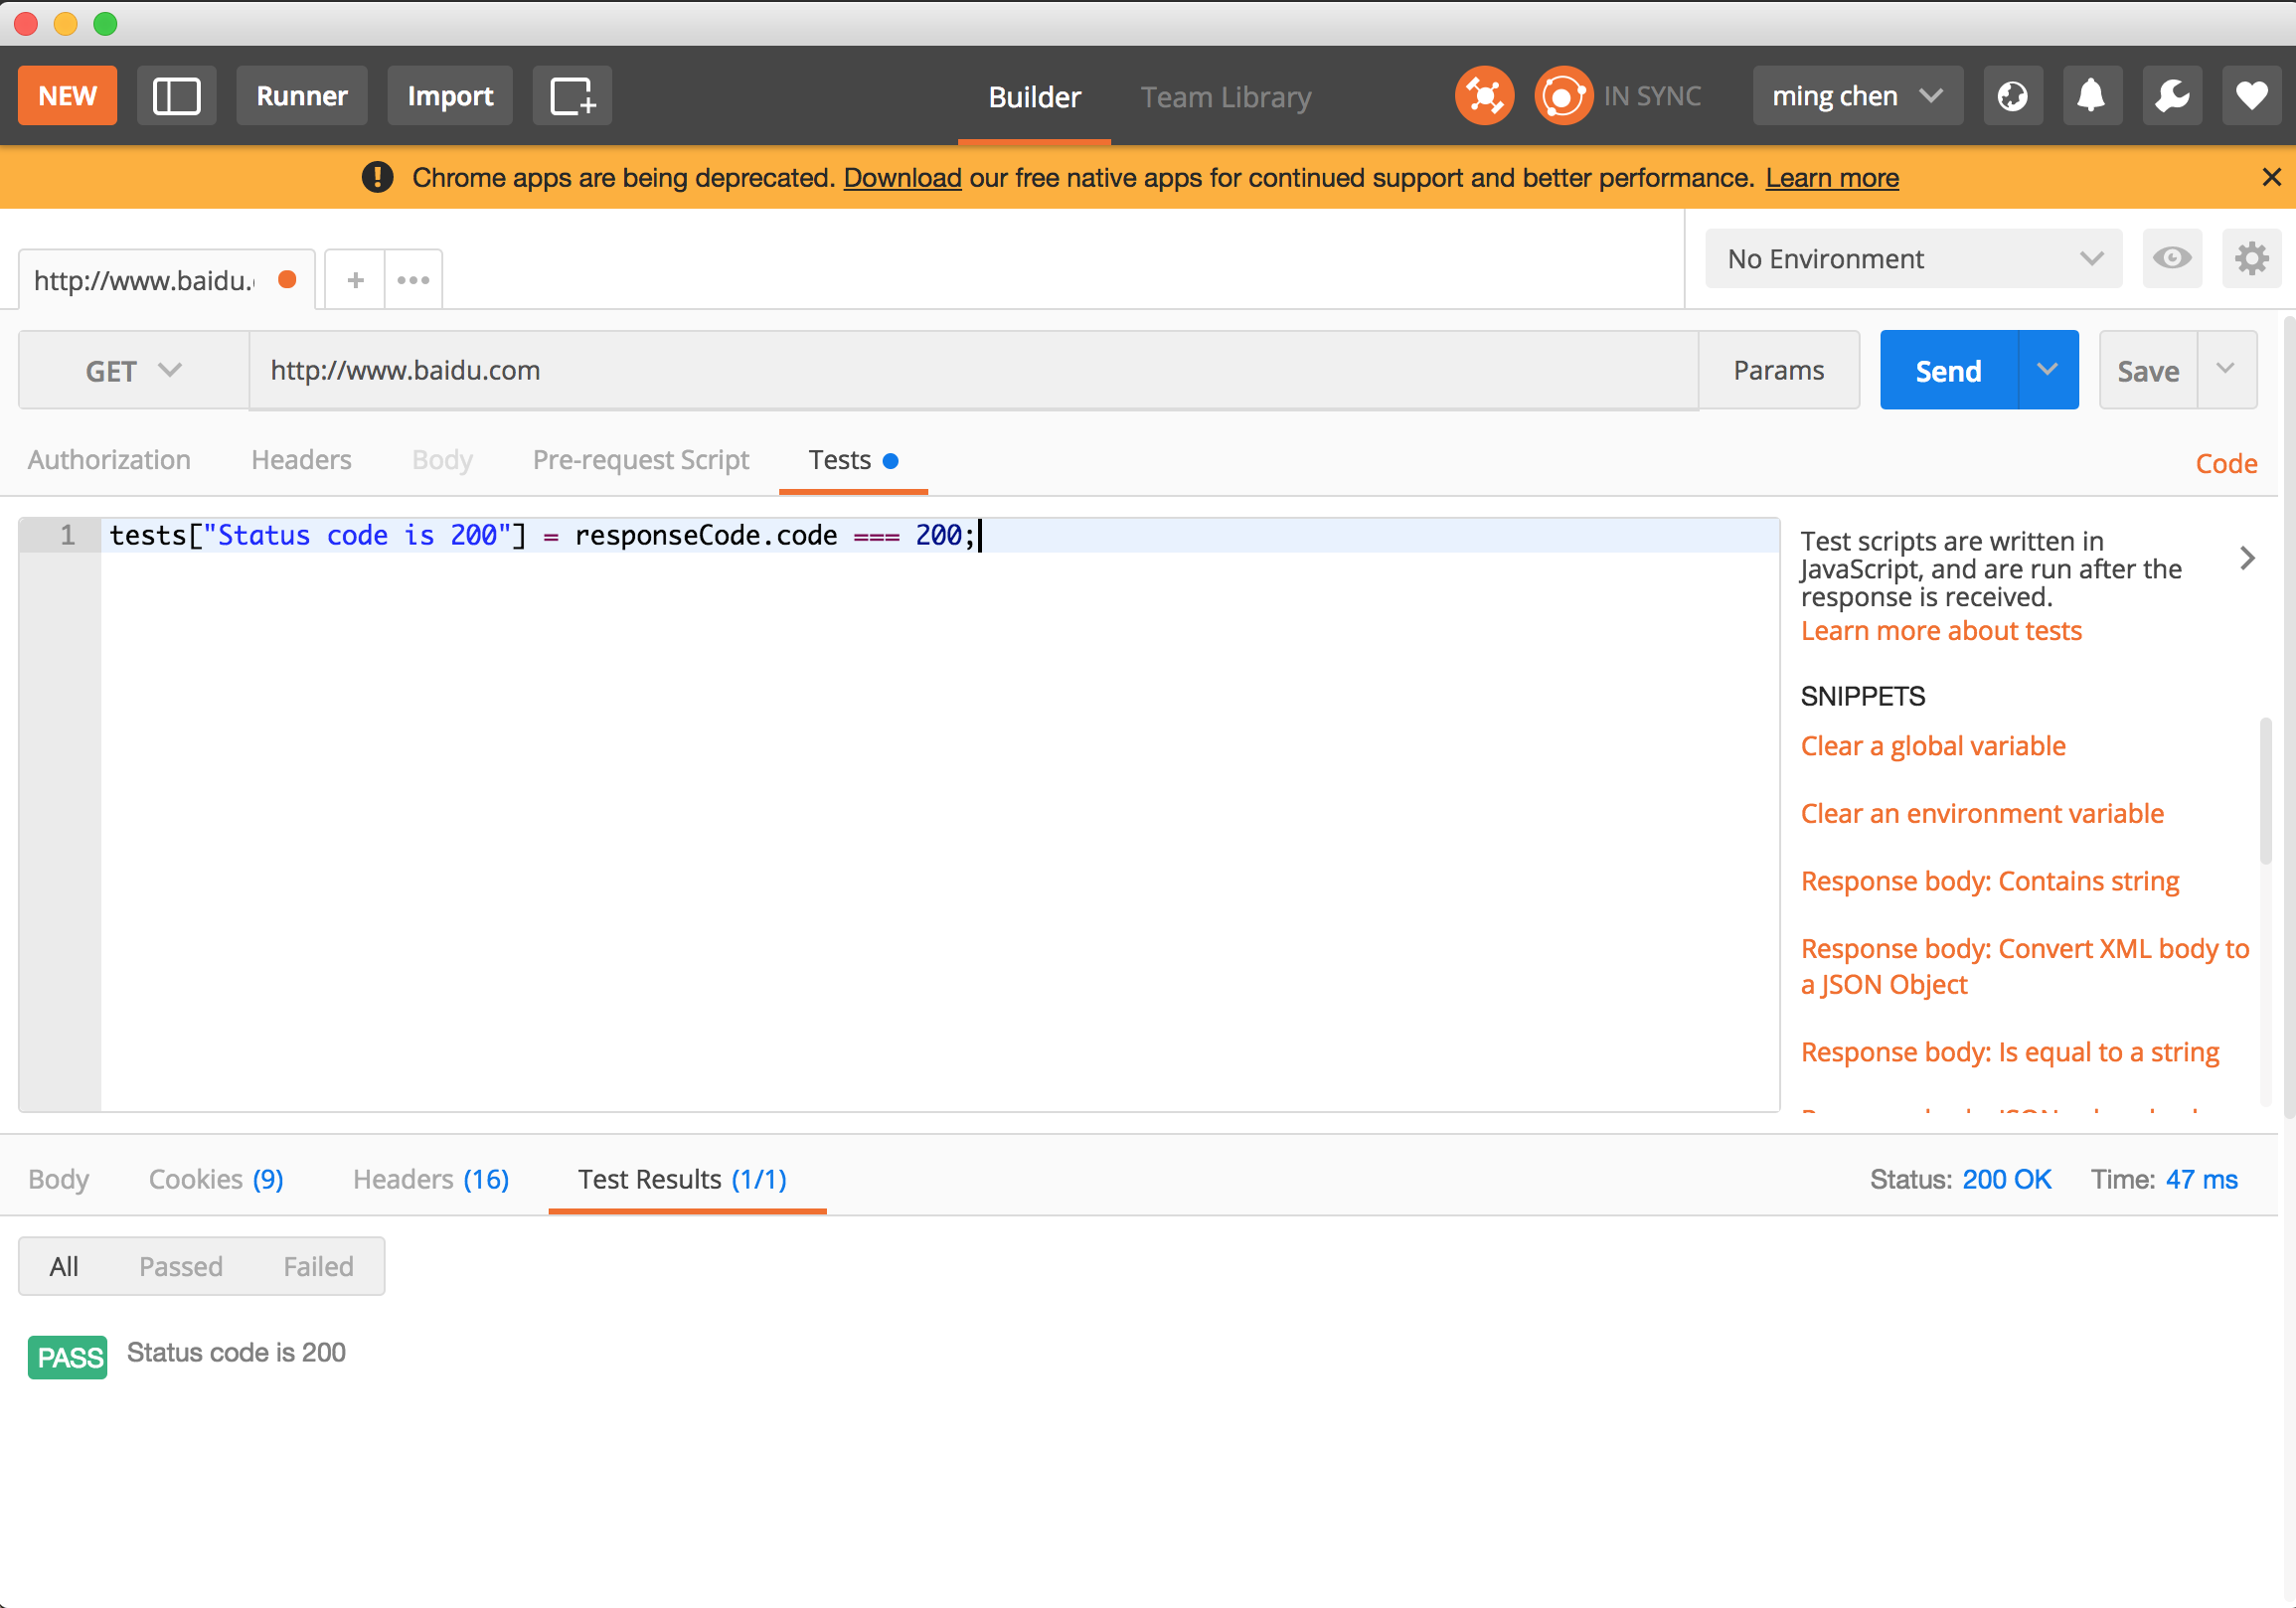 NEW Runner Import Builder Team Library IN SYNC ming chen
Chrome apps are being deprecated. Download our free native apps for continued support and better performance. Learn more
http://www.baidu. No Environment
GET http://www.baidu.com Params Send Save
Authorization Headers Body Pre-request Script Tests Code
1 tests["Status code is 200"] = responseCode.code === 200;
Test scripts are written in
JavaScript, and are run after the
response is received.
Learn more about tests
SNIPPETS
Clear a global variable
Clear an environment variable
Response body: Contains string
Response body: Convert XML body to
a JSON Object
Response body: Is equal to a string
Body Cookies (9) Headers (16) Test Results (1/1) Status: 200 OK Time: 47 ms
All Passed Failed
PASS Status code is 200